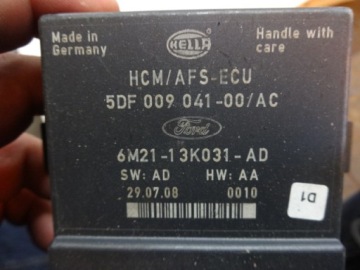 Made in
Germany
HELLA
Handle with
care
HCM/AFS-ECU
5DF 009 041-00/AC
Ford
6M21-13K031-AD
SW: AD HW: AA
29.07.08 0010
D1